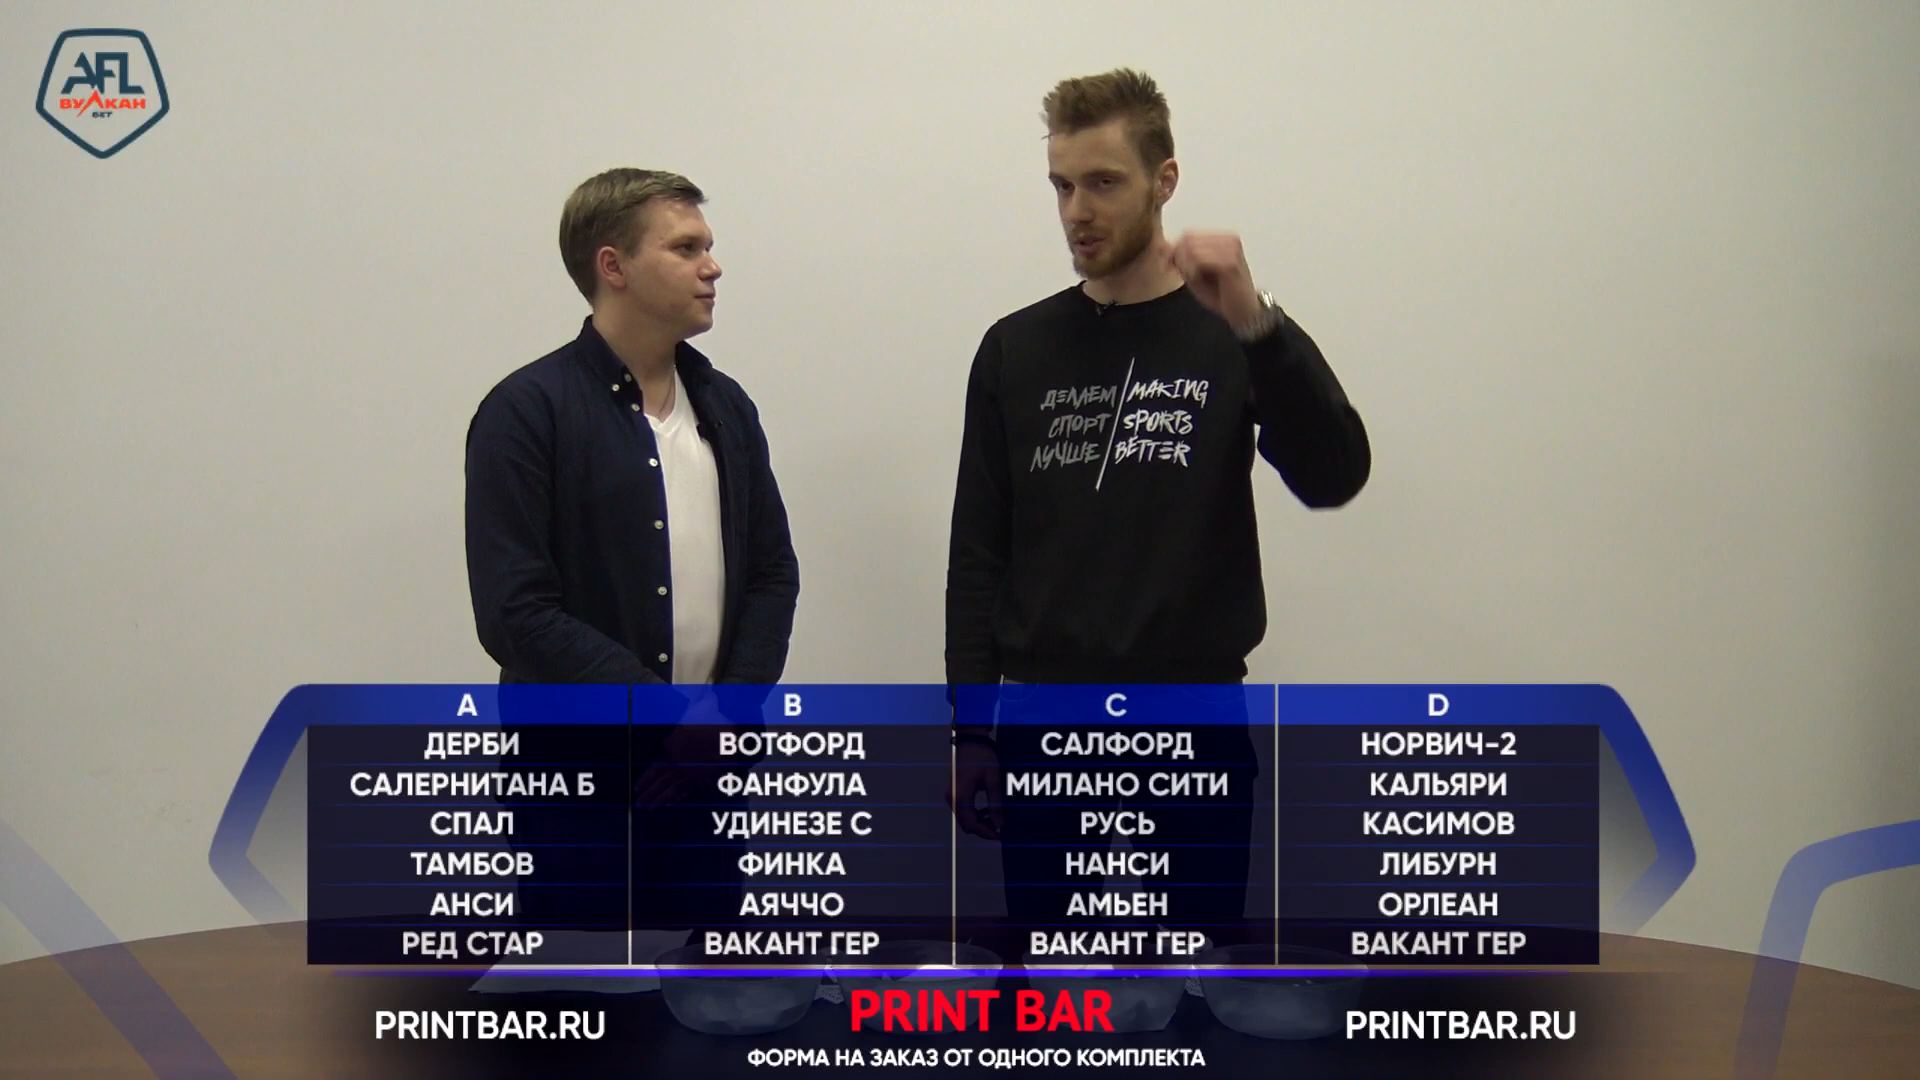 AFL
ВУЛКАН
БЕТ
ДЕЛАЕМ MAKING
СПОРТ SPORTS
ЛУЧШЕ BETTER
A B C D
ДЕРБИ ВОТФОРД САЛФОРД НОРВИЧ-2
САЛЕРНИТАНА Б ФАНФУЛА МИЛАНО СИТИ КАЛЬЯРИ
СПАЛ УДИНЕЗЕ С РУСЬ КАСИМОВ
ТАМБОВ ФИНКА НАНСИ ЛИБУРН
АНСИ АЯЧЧО АМЬЕН ОРЛЕАН
РЕД СТАР ВАКАНТ ГЕР ВАКАНТ ГЕР ВАКАНТ ГЕР
PRINTBAR.RU PRINT BAR PRINTBAR.RU
ФОРМА НА ЗАКАЗ ОТ ОДНОГО КОМПЛЕКТА